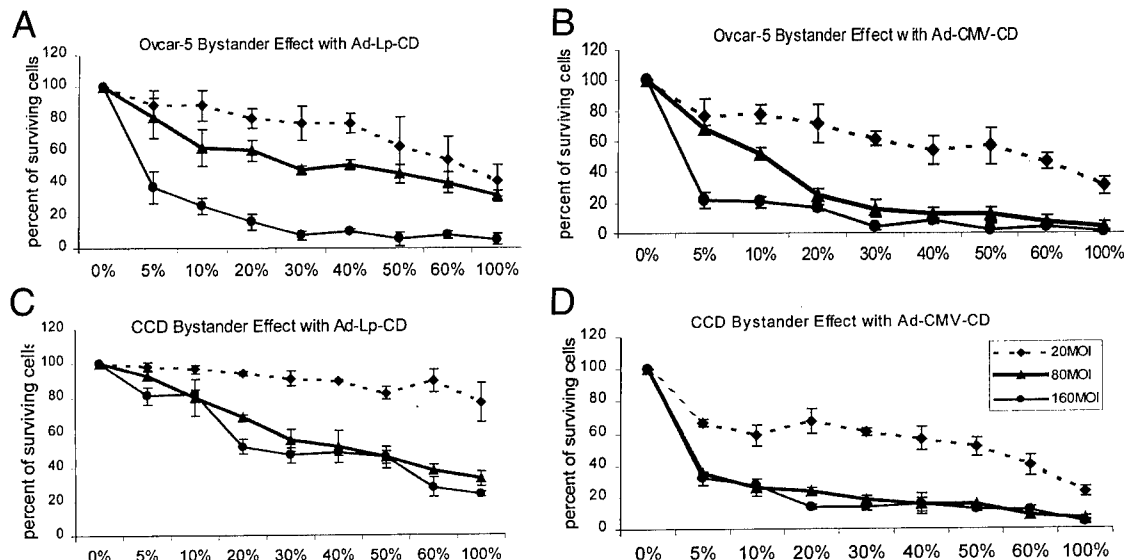 A
Ovcar-5 Bystander Effect with Ad-Lp-CD
percent of surviving cells
120
100
80
60
40
20
0
0% 5% 10% 20% 30% 40% 50% 60% 100%
B
Ovcar-5 Bystander Effect with Ad-CMV-CD
percent of surviving cells
120
100
80
60
40
20
0
0% 5% 10% 20% 30% 40% 50% 60% 100%
C
CCD Bystander Effect with Ad-Lp-CD
percent of surviving cells
120
100
80
60
40
20
0
0% 5% 10% 20% 30% 40% 50% 60% 100%
D
CCD Bystander Effect with Ad-CMV-CD
percent of surviving cells
120
100
80
60
40
20
0
0% 5% 10% 20% 30% 40% 50% 60% 100%
20MOI
80MOI
160MOI